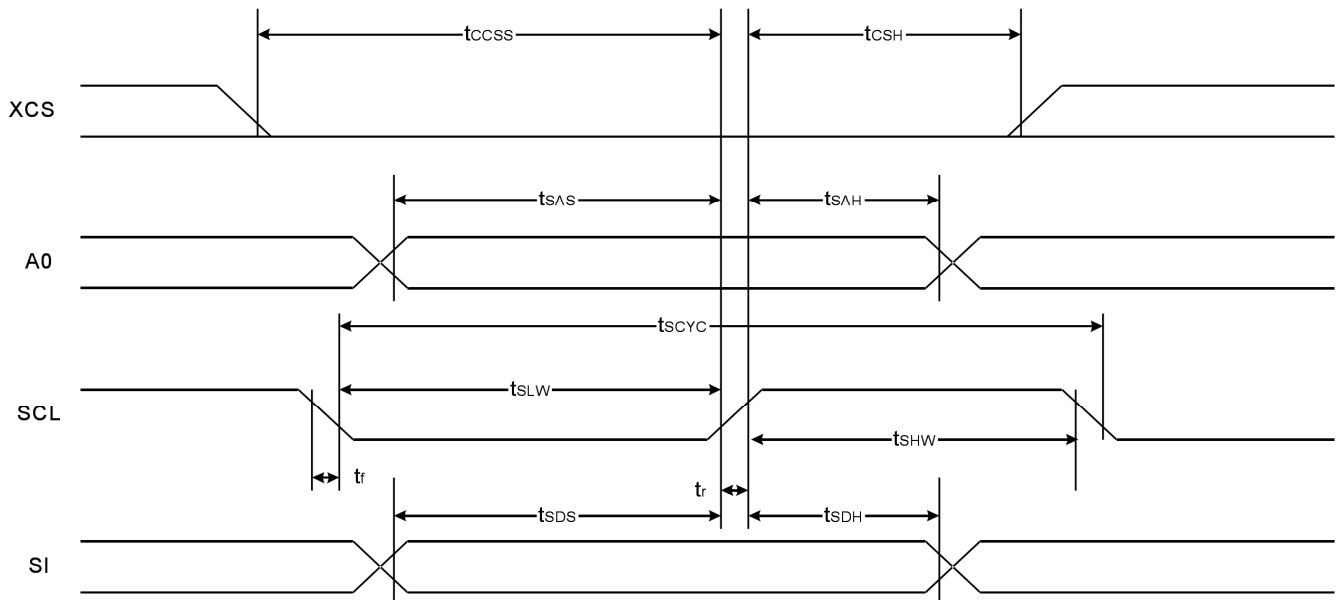 tCCSS
tCSH
XCS
tSAS
tSAH
A0
tSCYC
tSLW
SCL
tSHW
tf
tr
tSDS
tSDH
SI